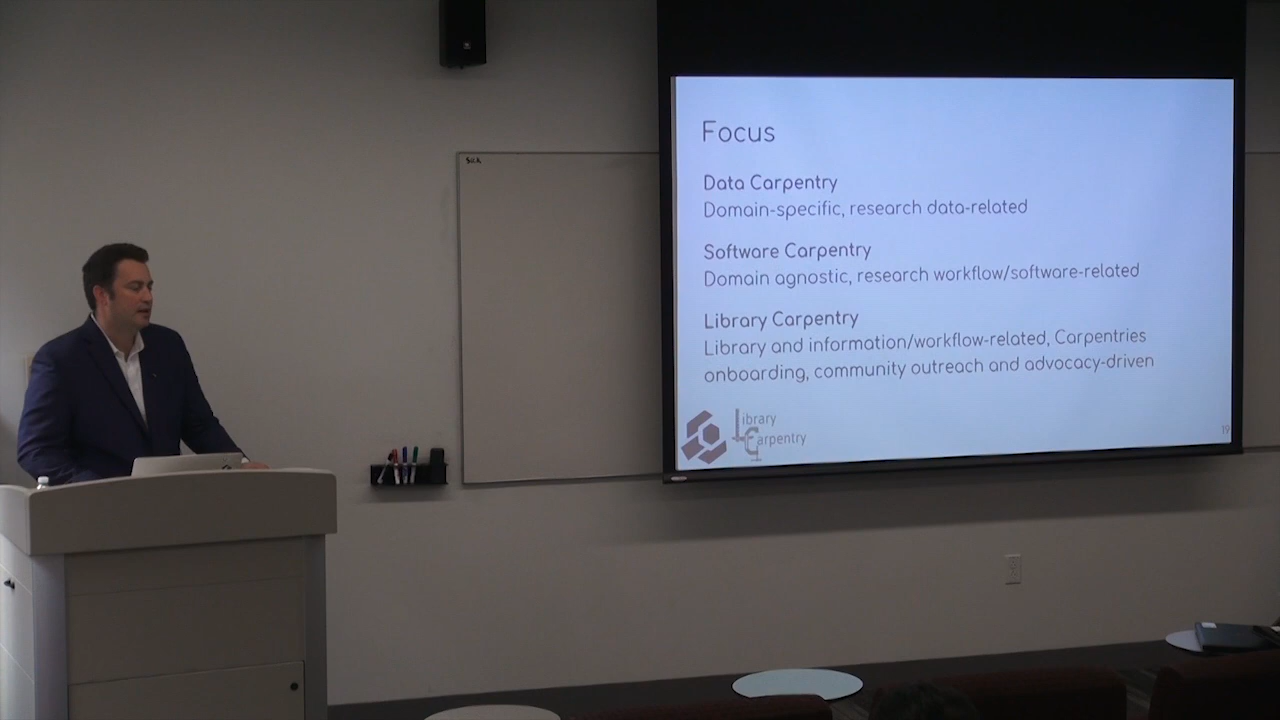 Focus
Data Carpentry
Domain-specific, research data-related
Software Carpentry
Domain agnostic, research workflow/software-related
Library Carpentry
Library and information/workflow-related, Carpentries
onboarding, community outreach and advocacy-driven
Library
Carpentry
19